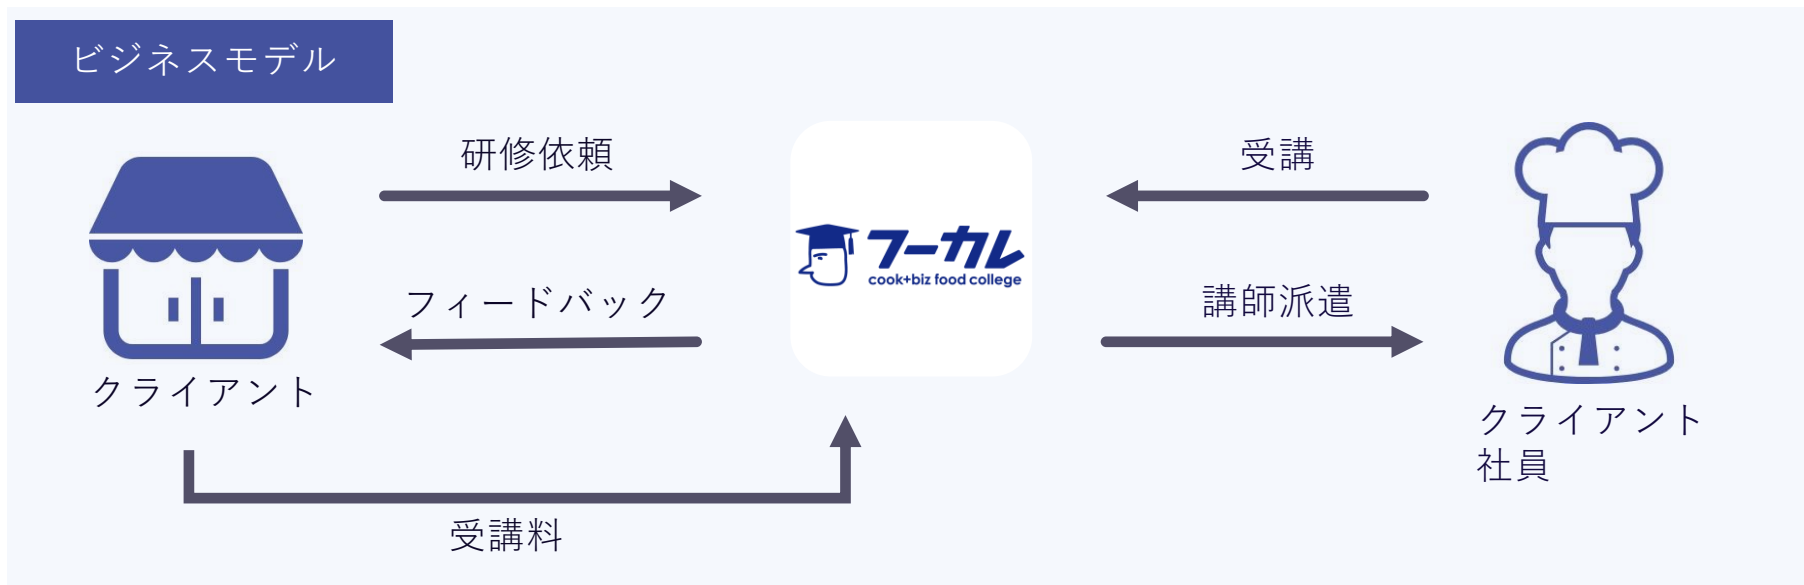 ビジネスモデル
研修依頼
受講
フーカレ
cook+biz food college
フィードバック
講師派遣
クライアント
クライアント
社員
受講料